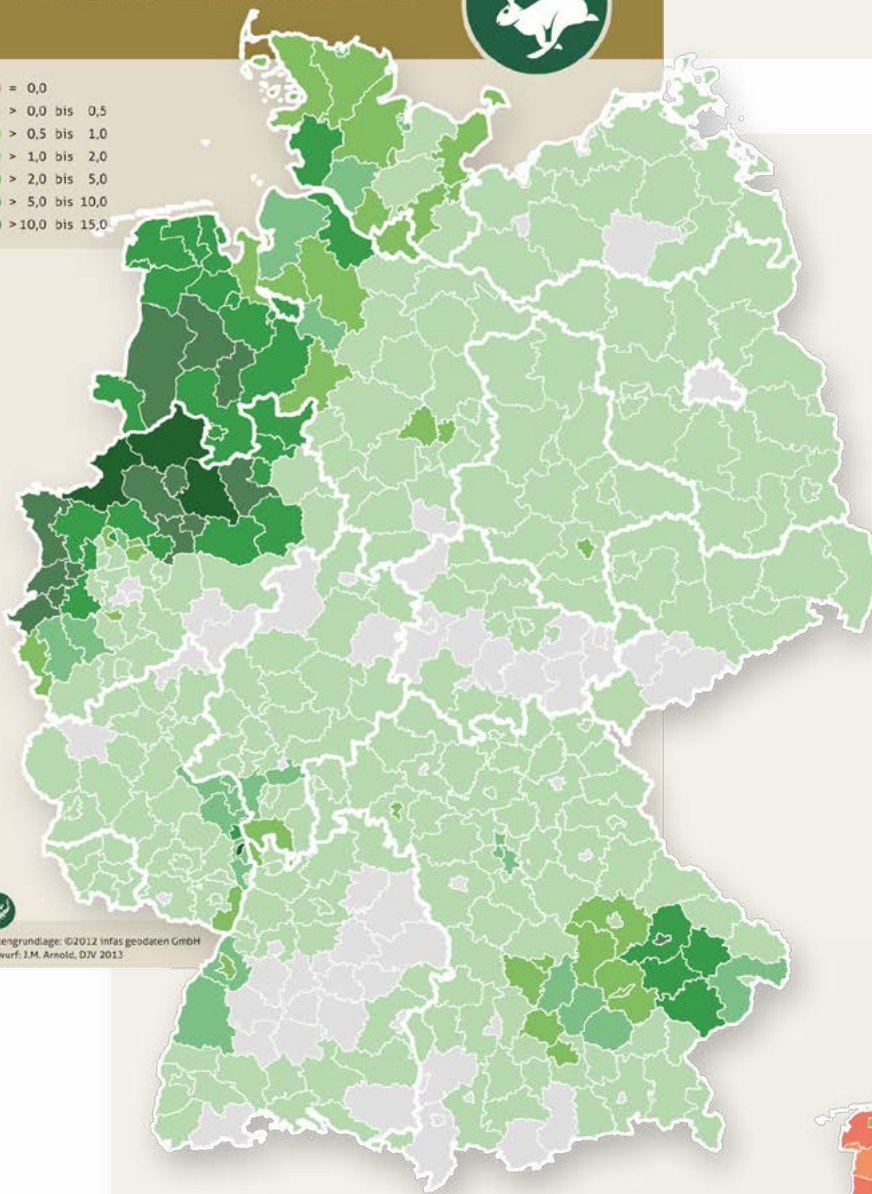 = 0,0
> 0,0 bis 0,5
> 0,5 bis 1,0
> 1,0 bis 2,0
> 2,0 bis 5,0
> 5,0 bis 10,0
>10,0 bis 15,0
©2012 infas geodaten GmbH
J.M. Arnold, DJV 2013